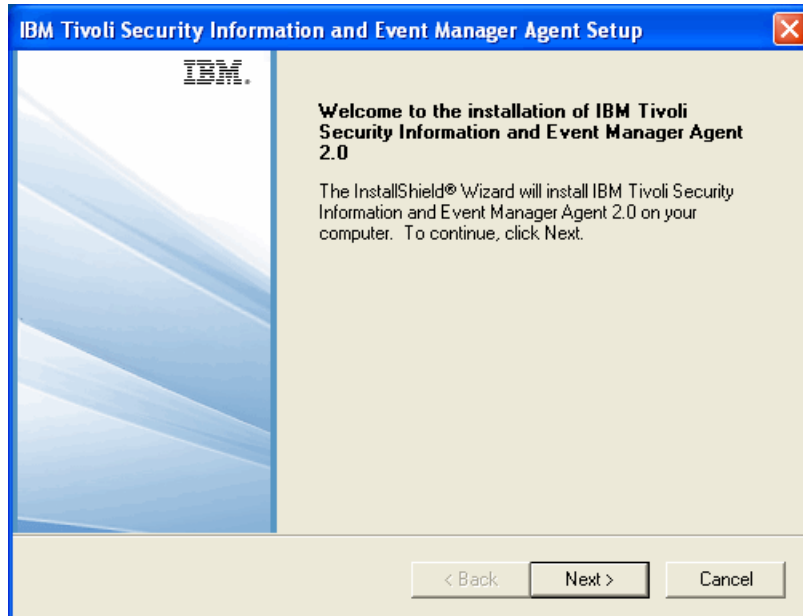 IBM Tivoli Security Information and Event Manager Agent Setup
IBM.
Welcome to the installation of IBM Tivoli
Security Information and Event Manager Agent
2.0
The InstallShield® Wizard will install IBM Tivoli Security
Information and Event Manager Agent 2.0 on your
computer. To continue, click Next.
< Back
Next >
Cancel